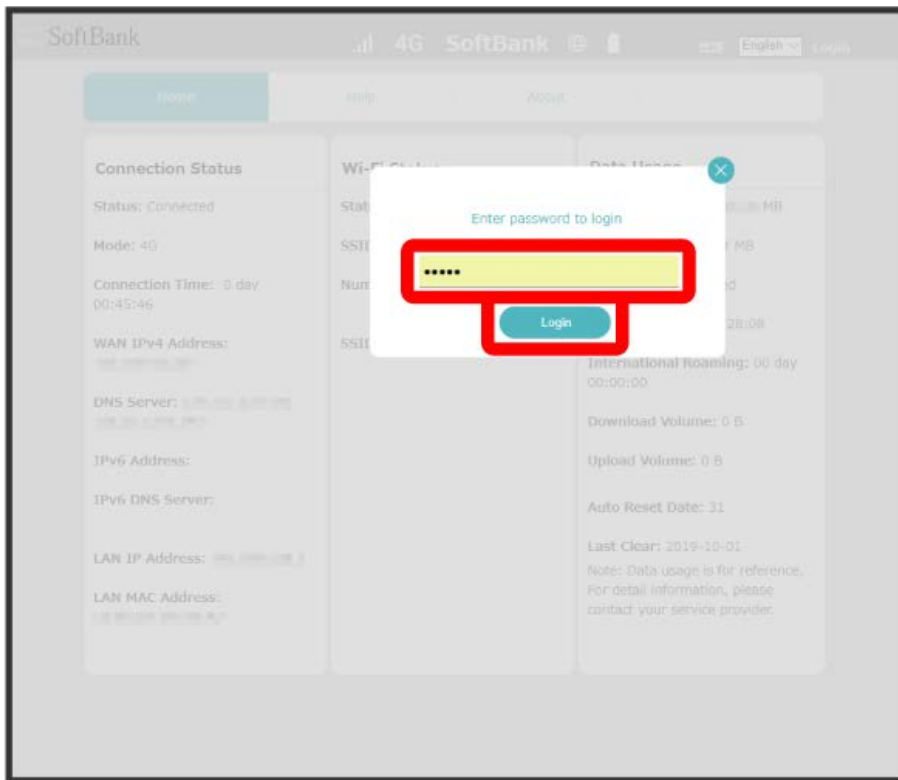 SoftBank
4G SoftBank
English
Login
Home
Help
About
Connection Status
Status: Connected
Mode: 4G
Connection Time: 0 day
00:45:46
WAN IPv4 Address:
DNS Server:
IPv6 Address:
IPv6 DNS Server:
LAN IP Address:
LAN MAC Address:
Enter password to login
•••••
Login
Data Usage
MB
MB
28:08
International Roaming: 00 day
00:00:00
Download Volume: 0 B
Upload Volume: 0 B
Auto Reset Date: 31
Last Clear: 2019-10-01
Note: Data usage is for reference.
For detail information, please
contact your service provider.